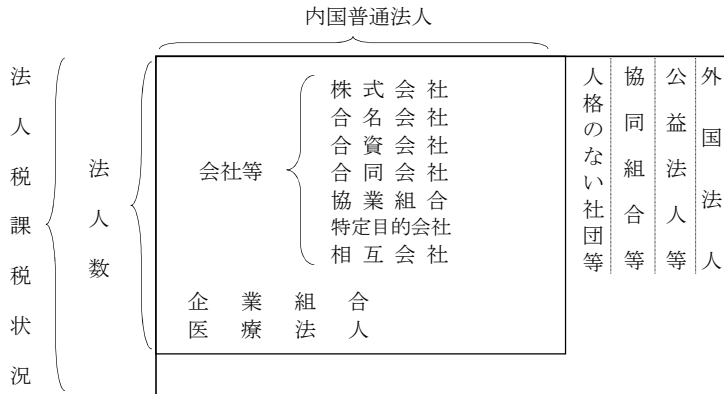 内国普通法人
法人税課税状況
法人数
会社等
株式会社
合名会社
合資会社
合同会社
協業組合
特定目的会社
相互会社
企業組合
医療法人
人格のない社団等
協同組合等
公益法人等
外国法人